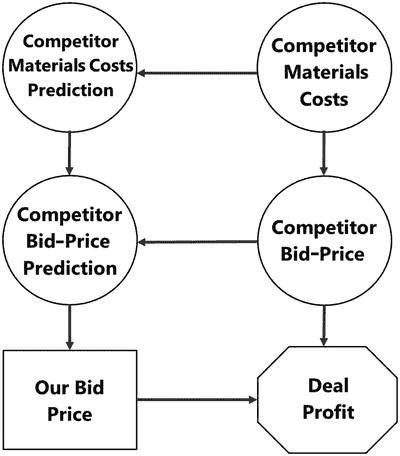 Competitor
Materials Costs
Prediction
Competitor
Materials
Costs
Competitor
Bid-Price
Prediction
Competitor
Bid-Price
Our Bid
Price
Deal
Profit